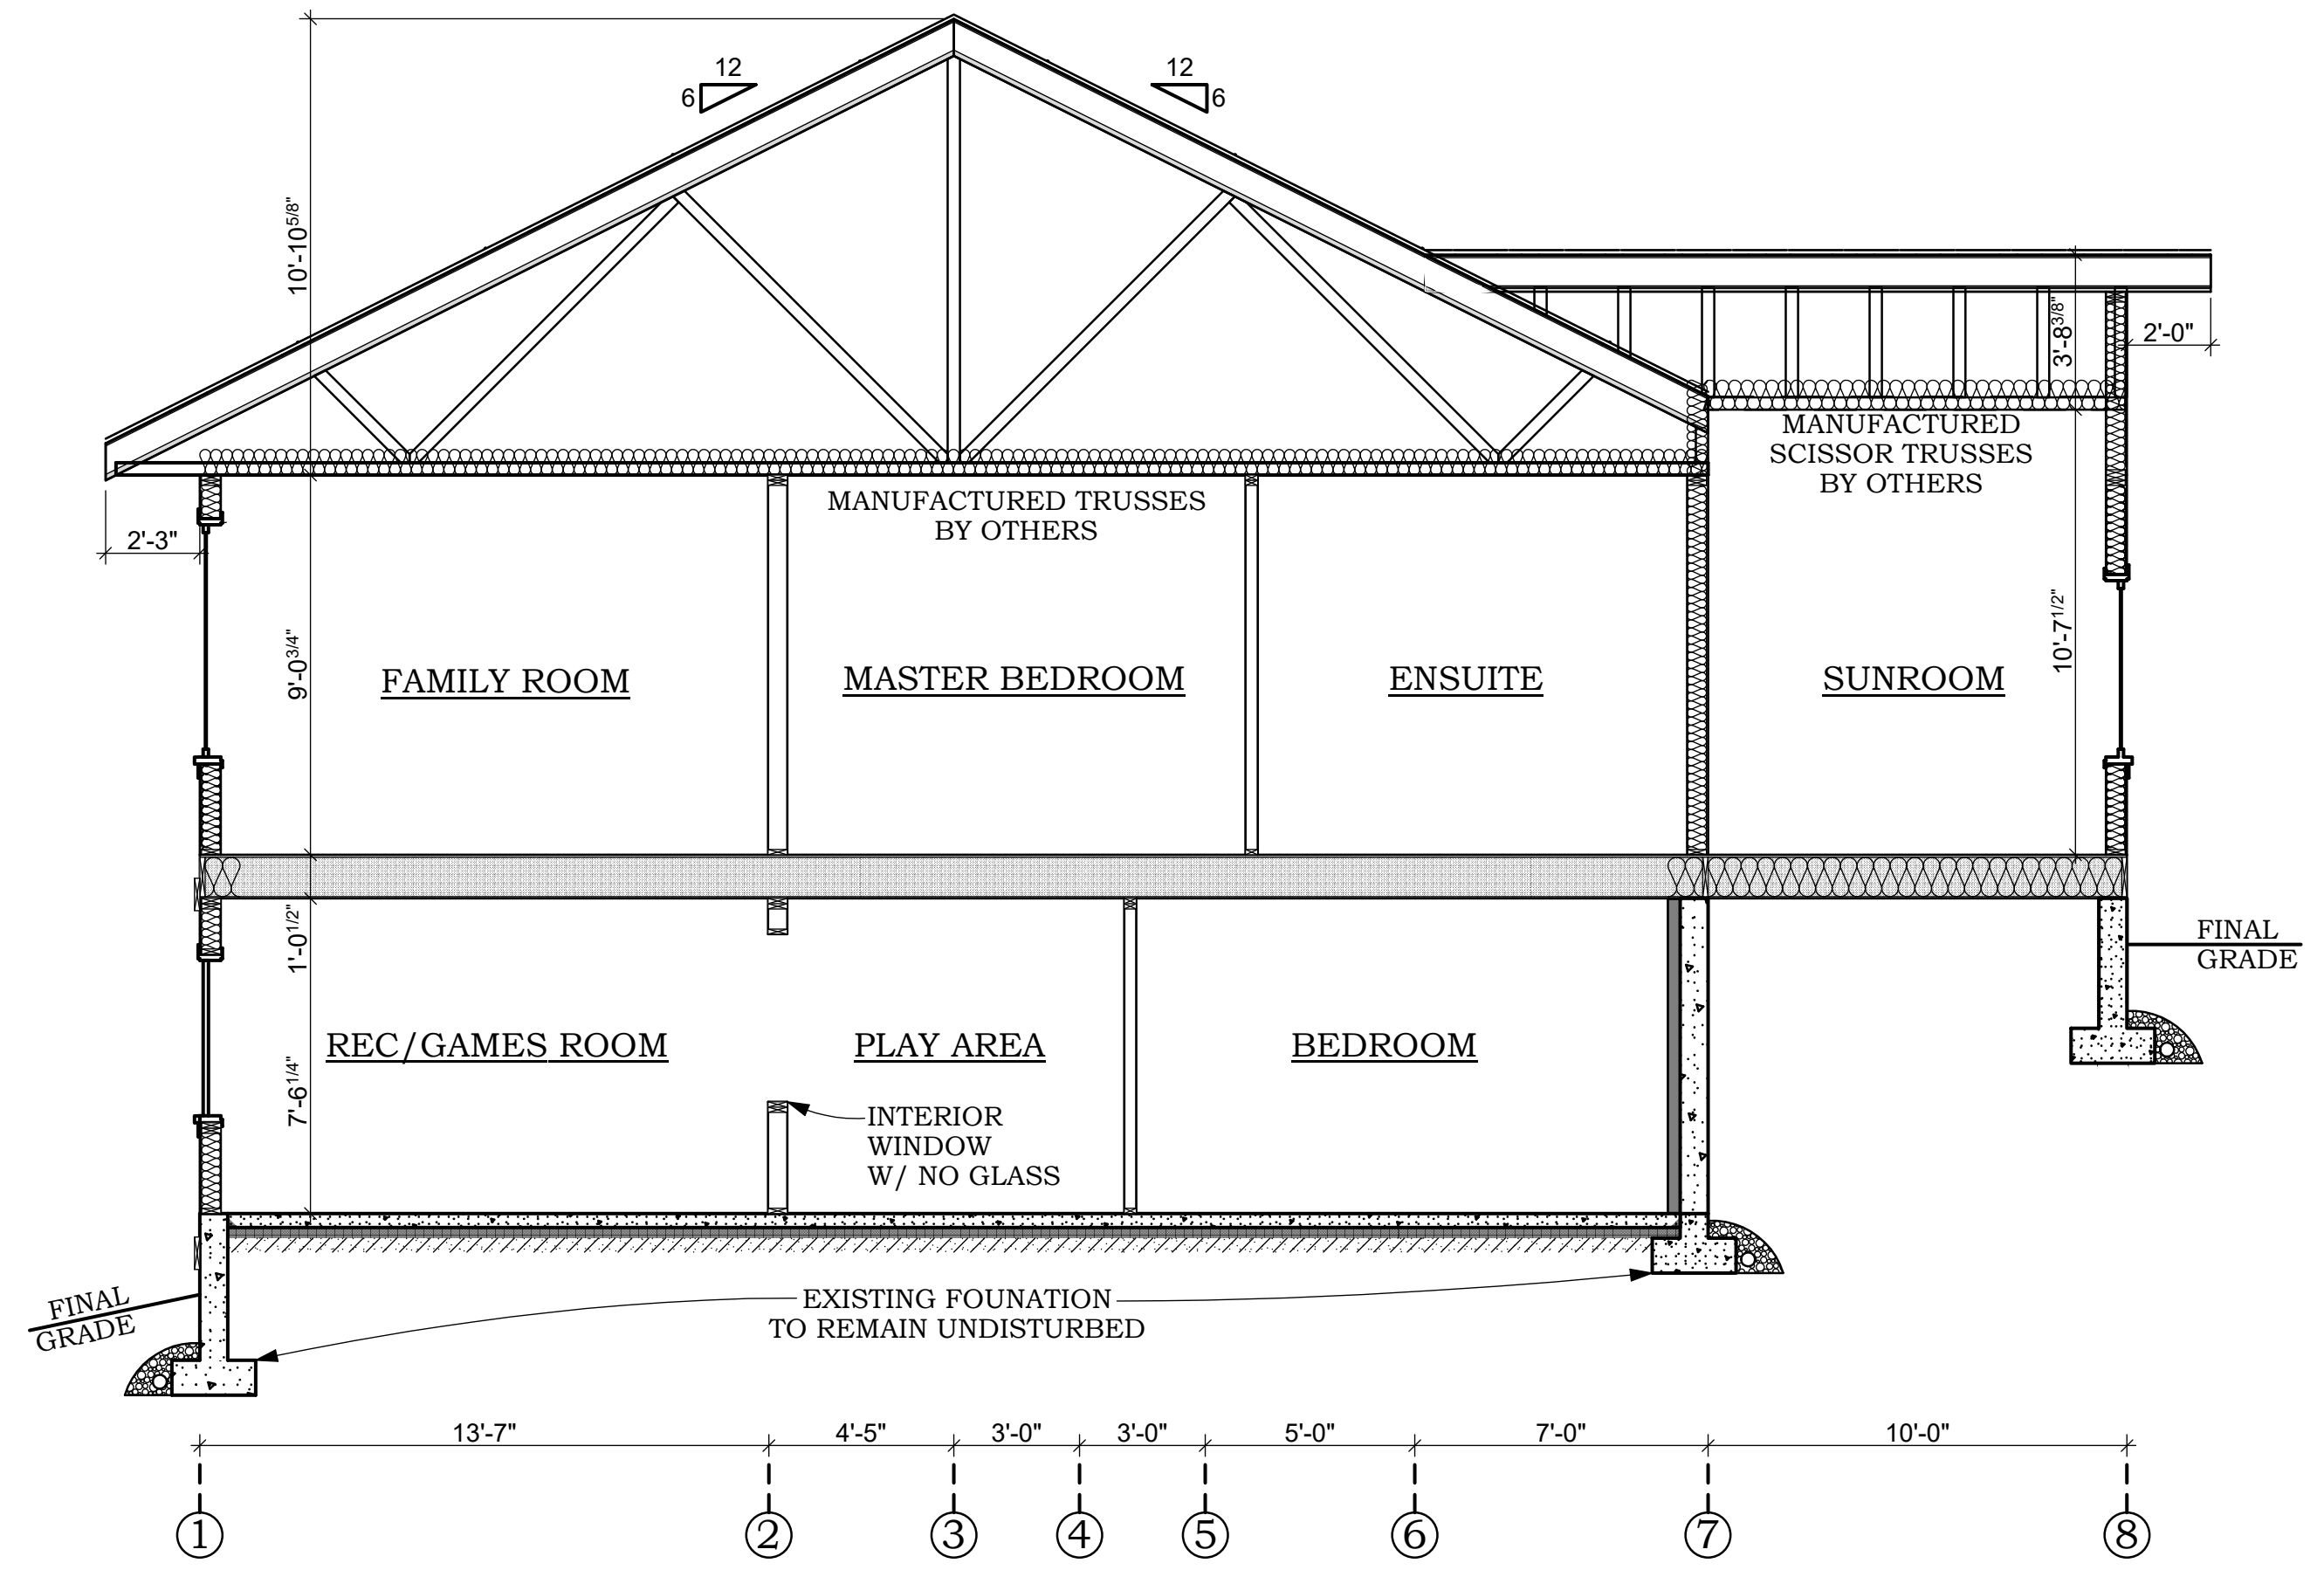 12
6
12
6
10'-10 5/8"
3'-8 3/8"
2'-0"
MANUFACTURED
SCISSOR TRUSSES
BY OTHERS
MANUFACTURED TRUSSES
BY OTHERS
2'-3"
9'-0 3/4"
10'-7 1/2"
FAMILY ROOM
MASTER BEDROOM
ENSUITE
SUNROOM
1'-0 1/2"
FINAL
GRADE
REC/GAMES ROOM
PLAY AREA
BEDROOM
7'-6 1/4"
INTERIOR
WINDOW
W/ NO GLASS
FINAL
GRADE
EXISTING FOUNATION
TO REMAIN UNDISTURBED
13'-7"
4'-5"
3'-0"
3'-0"
5'-0"
7'-0"
10'-0"
1
2
3
4
5
6
7
8